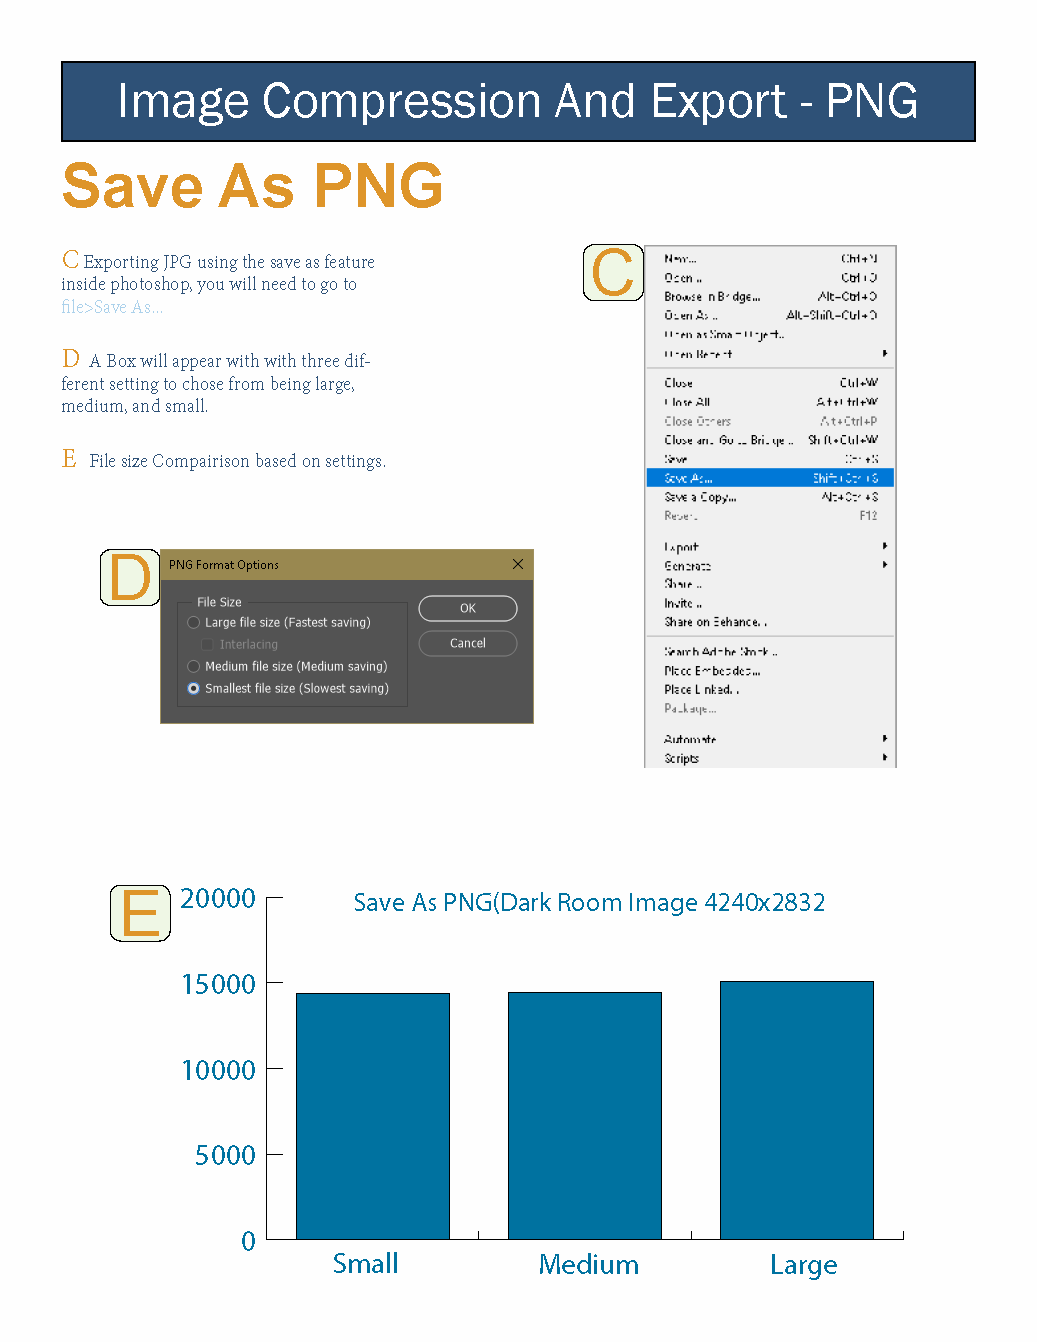 Image Compression And Export - PNG
Save As PNG
C Exporting JPG using the save as feature
inside photoshop, you will need to go to
file>Save As...
D A Box will appear with with three dif-
ferent setting to chose from being large,
medium, and small.
E File size Compairison based on settings.
C
New... Ctrl+N
Open... Ctrl+O
Browse in Bridge... Alt+Ctrl+O
Open As... Alt+Shift+Ctrl+O
Open as Smart Object...
Open Recent
Close Ctrl+W
Close All Alt+Ctrl+W
Close Others Alt+Ctrl+P
Close and Go to Bridge... Shift+Ctrl+W
Save Ctrl+S
Save As... Shift+Ctrl+S
Save a Copy... Alt+Ctrl+S
Revert F12
Export
Generate
Share...
Invite...
Share on Behance...
Search Adobe Stock...
Place Embedded...
Place Linked...
Package...
Automate
Scripts
D
PNG Format Options
File Size
Large file size (Fastest saving)
Interlacing
Medium file size (Medium saving)
Smallest file size (Slowest saving)
OK
Cancel
E
Save As PNG(Dark Room Image 4240x2832
20000
15000
10000
5000
0
Small Medium Large